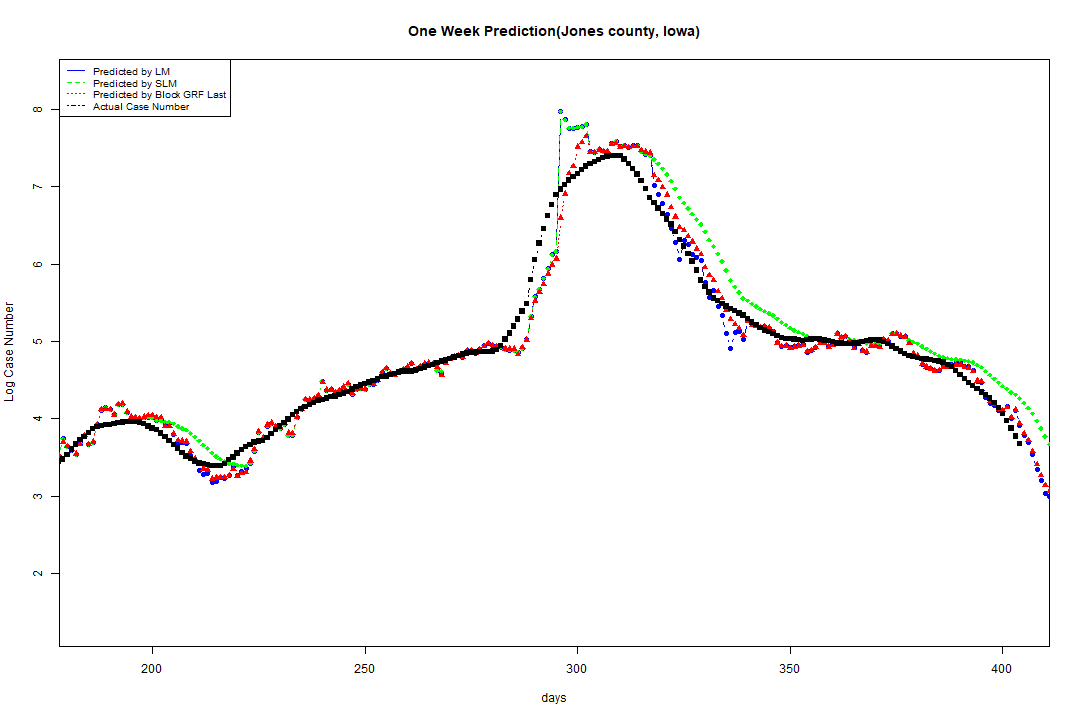 One Week Prediction(Jones county, Iowa)
Predicted by LM
Predicted by SLM
Predicted by Block GRF Last
Actual Case Number
8
7
6
5
4
3
2
Log Case Number
200 250 300 350 400
days